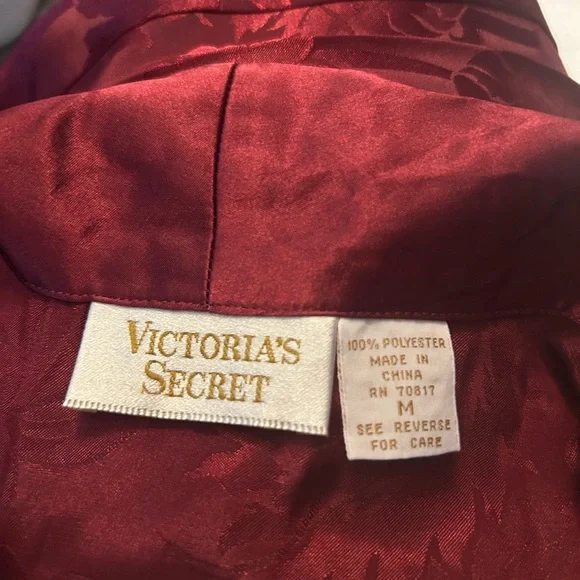 VICTORIA'S
SECRET
100% POLYESTER
MADE IN
CHINA
RN 70817
M
SEE REVERSE
FOR CARE